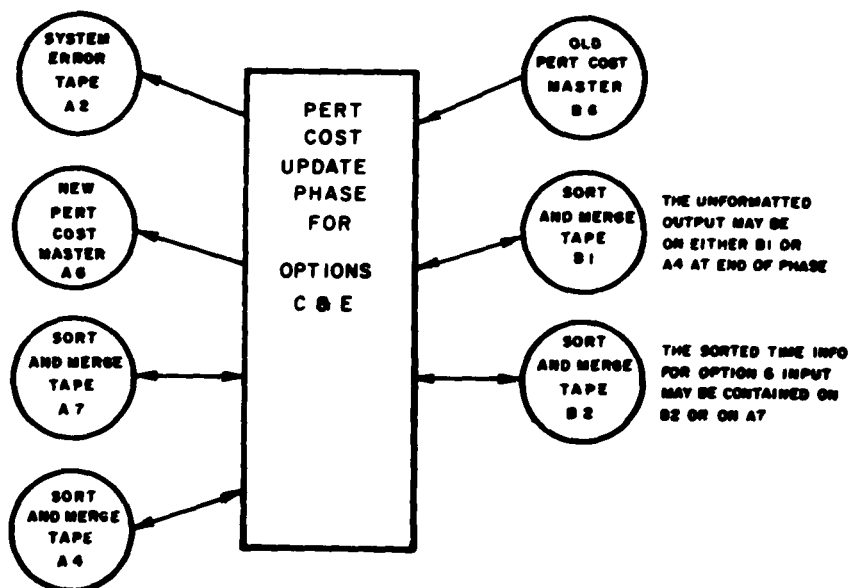 SYSTEM
ERROR
TAPE
A2
NEW
PERT
COST
MASTER
A6
SORT
AND MERGE
TAPE
A7
SORT
AND MERGE
TAPE
A4
PERT
COST
UPDATE
PHASE
FOR
OPTIONS
C & E
OLD
PERT COST
MASTER
B6
SORT
AND MERGE
TAPE
B1
THE UNFORMATTED
OUTPUT MAY BE
ON EITHER B1 OR
A4 AT END OF PHASE
SORT
AND MERGE
TAPE
B2
THE SORTED TIME INFO
FOR OPTION 6 INPUT
MAY BE CONTAINED ON
B2 OR ON A7